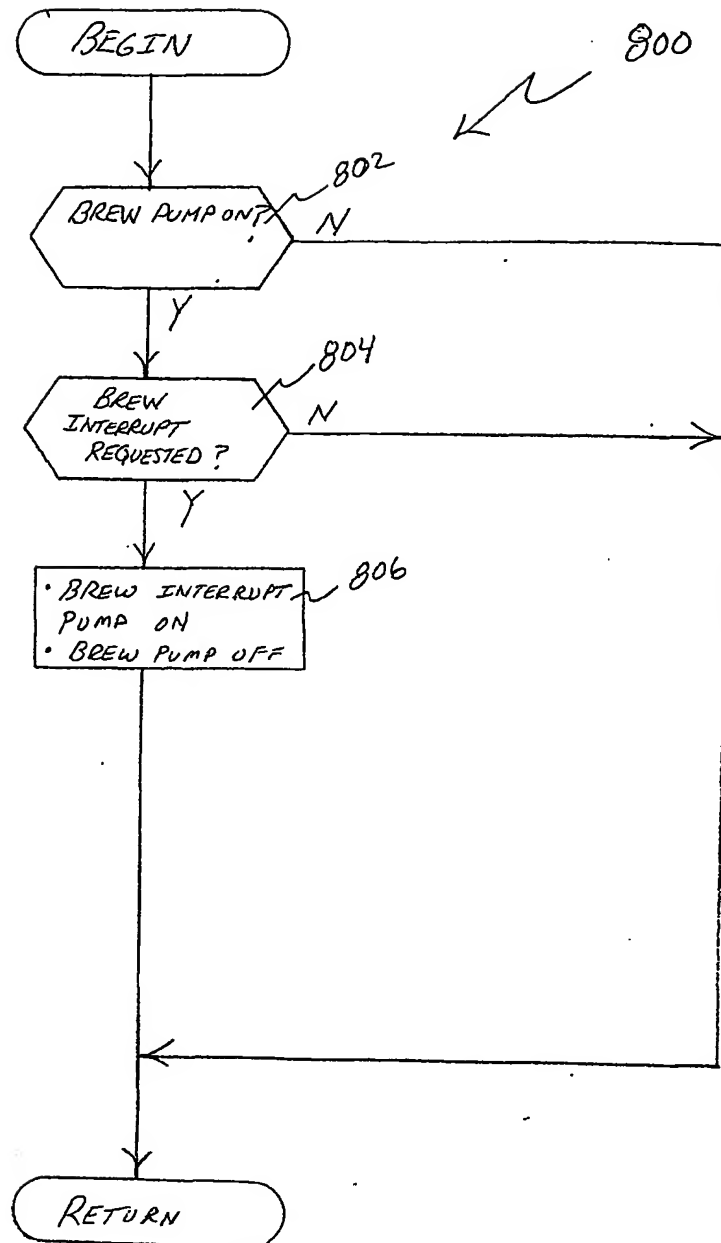 BEGIN
800
802
BREW PUMP ON?
N
Y
804
BREW
INTERRUPT
REQUESTED?
N
Y
806
• BREW INTERRUPT
PUMP ON
• BREW PUMP OFF
RETURN